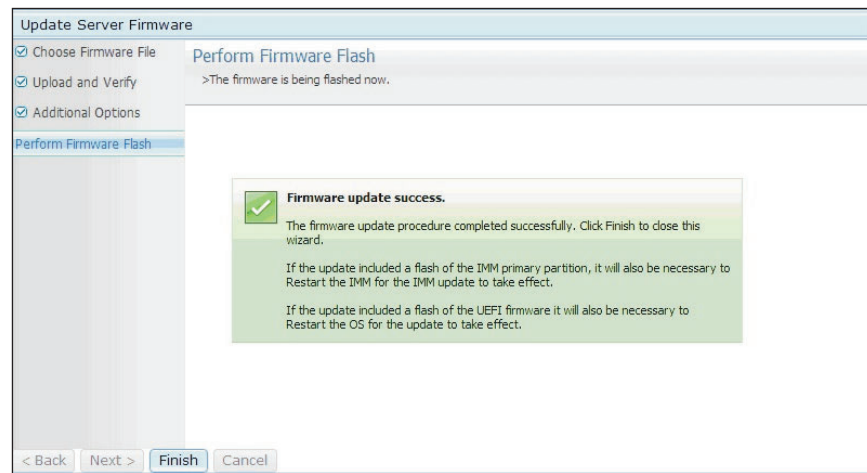 Update Server Firmware
Choose Firmware File
Upload and Verify
Additional Options
Perform Firmware Flash
Perform Firmware Flash
>The firmware is being flashed now.
Firmware update success.
The firmware update procedure completed successfully. Click Finish to close this
wizard.
If the update included a flash of the IMM primary partition, it will also be necessary to
Restart the IMM for the IMM update to take effect.
If the update included a flash of the UEFI firmware it will also be necessary to
Restart the OS for the update to take effect.
< Back Next > Finish Cancel